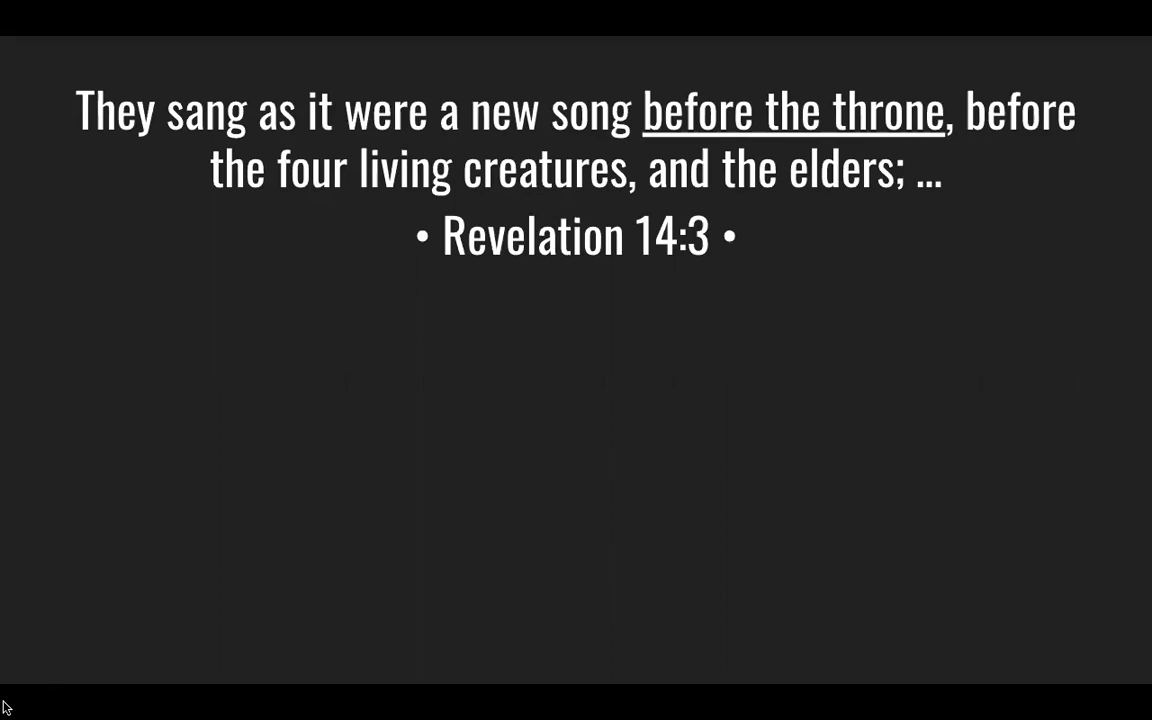 They sang as it were a new song before the throne, before
the four living creatures, and the elders; ...
• Revelation 14:3 •